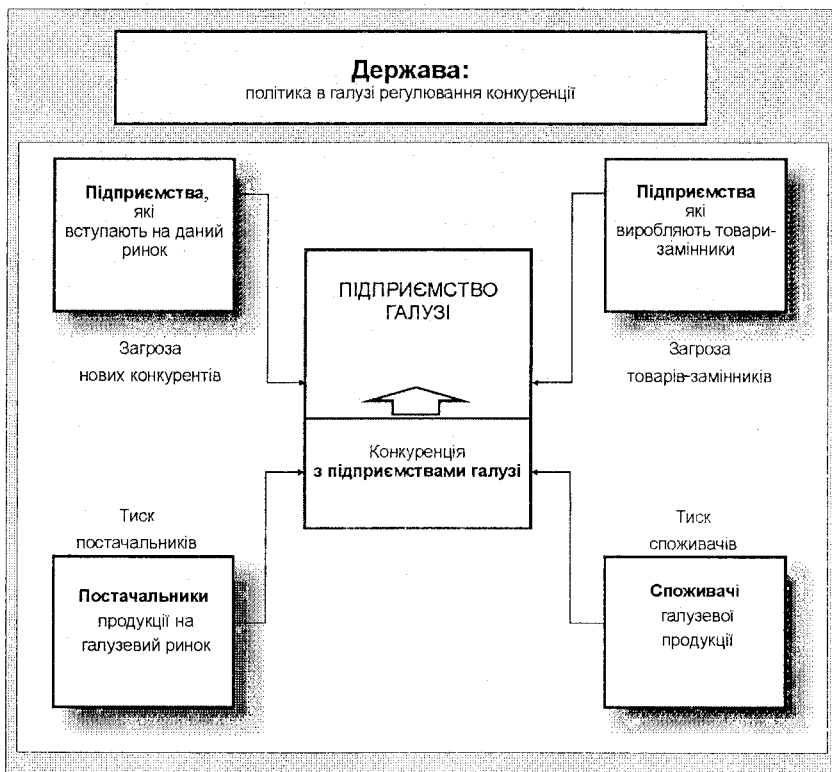 Держава:
політика в галузі регулювання конкуренції
Підприємства,
які
вступають на даний
ринок
Підприємства
які
виробляють товари-
замінники
ПІДПРИЄМСТВО
ГАЛУЗІ
Загроза
нових конкурентів
Загроза
товарів-замінників
Конкуренція
з підприємствами галузі
Тиск
постачальників
Тиск
споживачів
Постачальники
продукції на
галузевий ринок
Споживачі
галузевої
продукції